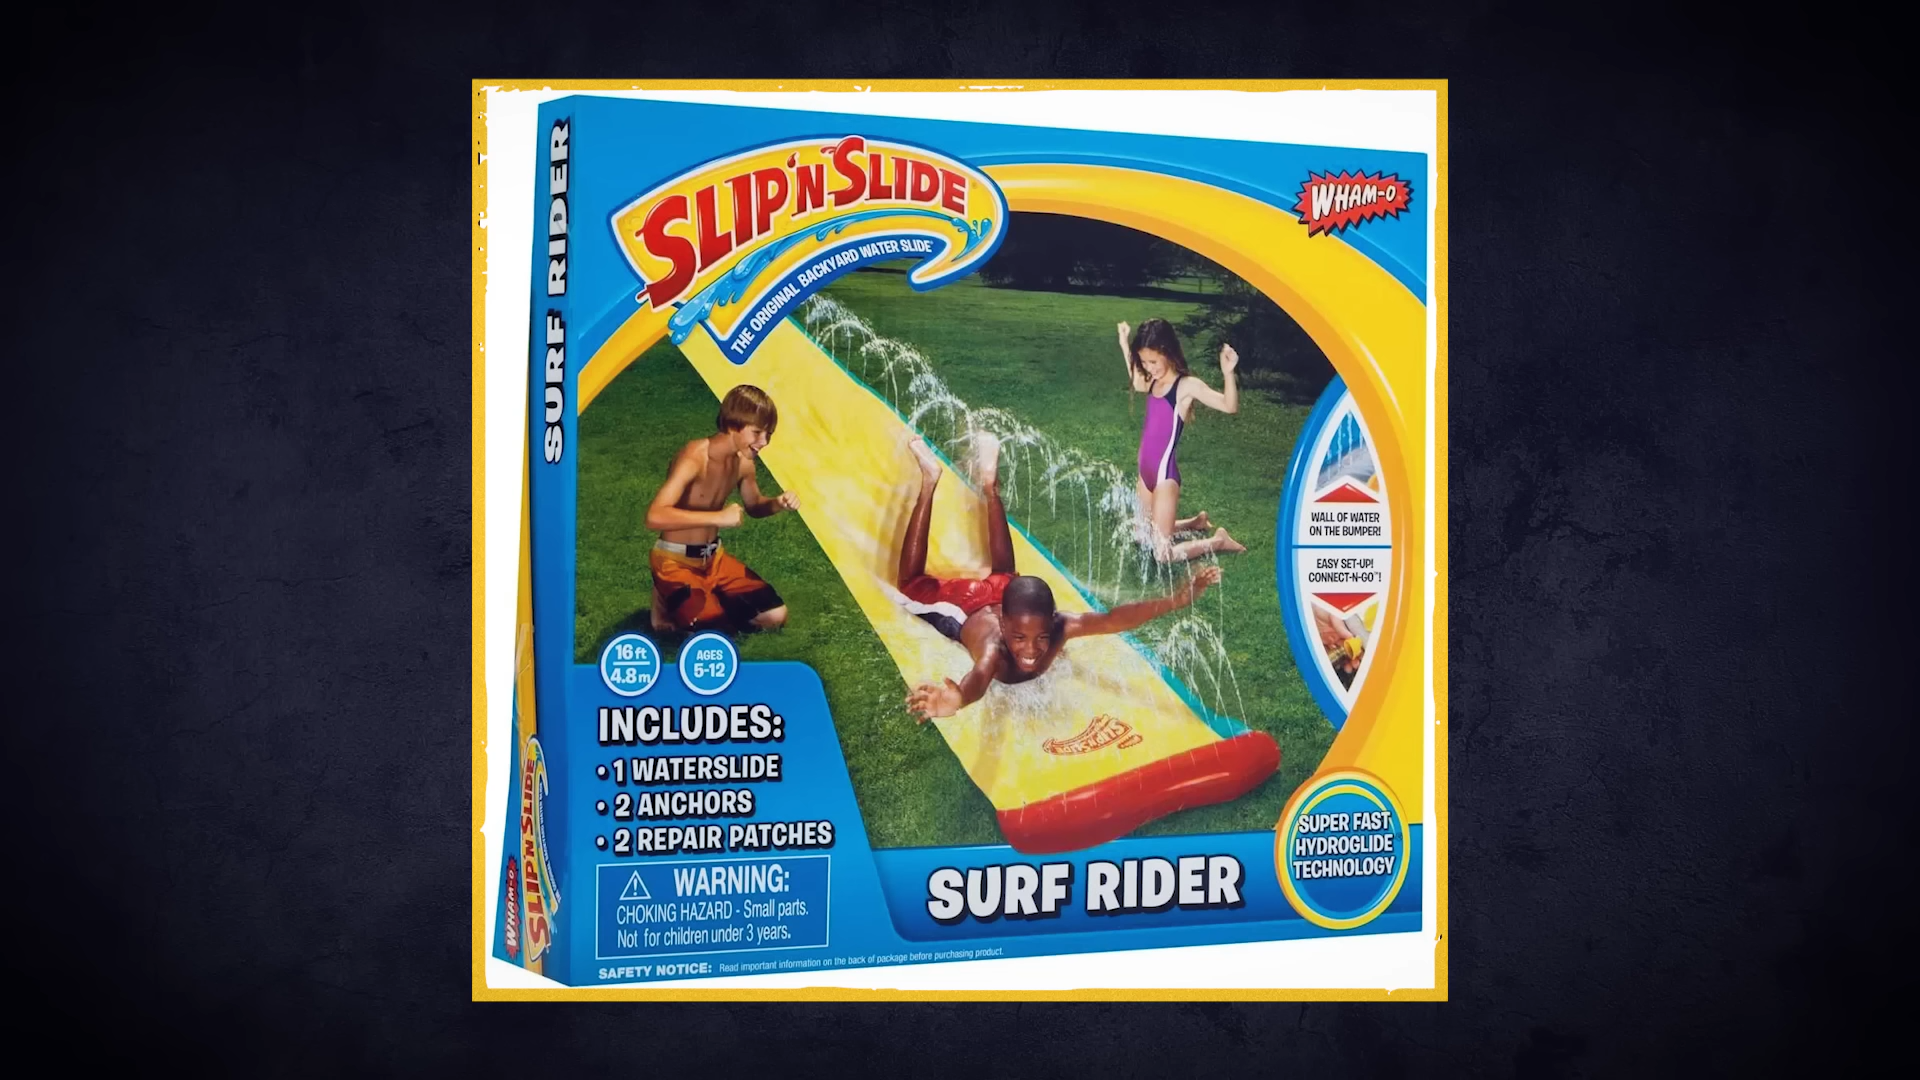 SURF RIDER
SLIP'N SLIDE
THE ORIGINAL BACKYARD WATER SLIDE
WHAM-O
WALL OF WATER
ON THE BUMPER!
EASY SET-UP!
CONNECT-N-GO™!
16 ft
4.8 m
AGES
5-12
INCLUDES:
• 1 WATERSLIDE
• 2 ANCHORS
• 2 REPAIR PATCHES
WARNING:
CHOKING HAZARD - Small parts.
Not for children under 3 years.
SAFETY NOTICE: Read important information on the back of package before purchasing product.
SURF RIDER
SUPER FAST
HYDROGLIDE
TECHNOLOGY
SLIP'N SLIDE
WHAM-O